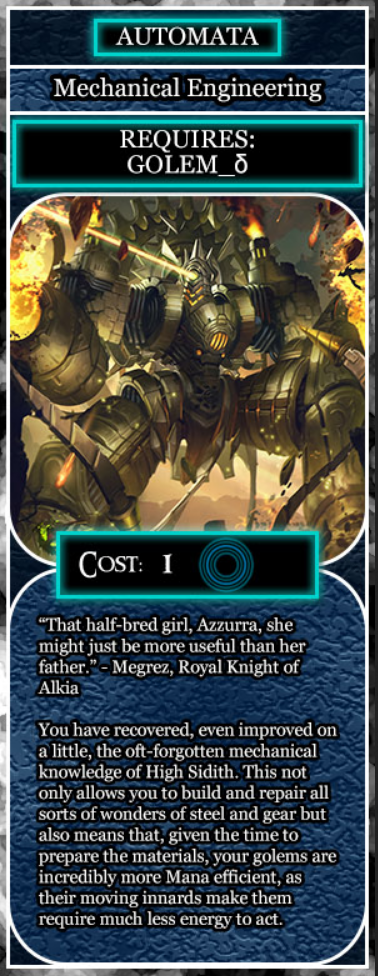 AUTOMATA
Mechanical Engineering
REQUIRES:
GOLEM_δ
COST: 1
“That half-bred girl, Azzurra, she
might just be more useful than her
father.” - Megrez, Royal Knight of
Alkia
You have recovered, even improved on
a little, the oft-forgotten mechanical
knowledge of High Sidith. This not
only allows you to build and repair all
sorts of wonders of steel and gear but
also means that, given the time to
prepare the materials, your golems are
incredibly more Mana efficient, as
their moving innards make them
require much less energy to act.